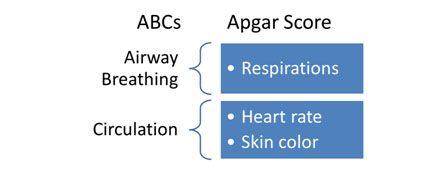 ABCs Apgar Score
Airway
Breathing
• Respirations
Circulation
• Heart rate
• Skin color